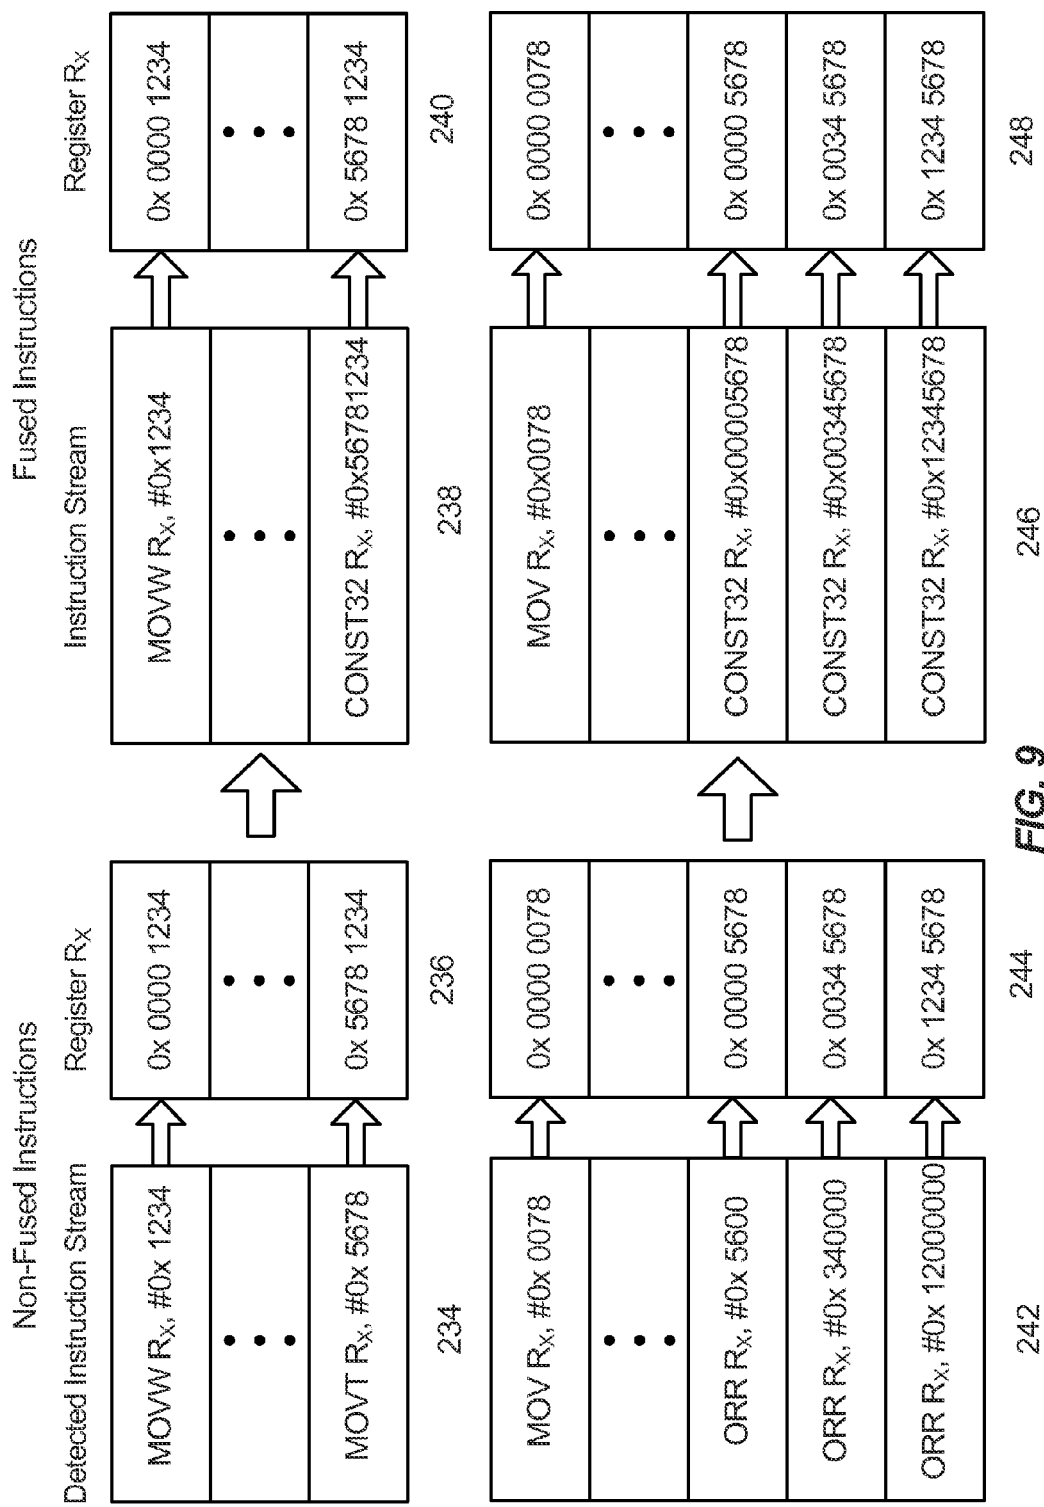 Non-Fused Instructions
Fused Instructions
Detected Instruction Stream
Register RX
Instruction Stream
Register RX
MOVW RX, #0x 1234
0x 0000 1234
MOVW RX, #0x1234
0x 0000 1234
MOVT RX, #0x 5678
0x 5678 1234
CONST32 RX, #0x56781234
0x 5678 1234
234
236
238
240
MOV RX, #0x 0078
0x 0000 0078
MOV RX, #0x0078
0x 0000 0078
ORR RX, #0x 5600
0x 0000 5678
CONST32 RX, #0x00005678
0x 0000 5678
ORR RX, #0x 340000
0x 0034 5678
CONST32 RX, #0x00345678
0x 0034 5678
ORR RX, #0x 12000000
0x 1234 5678
CONST32 RX, #0x12345678
0x 1234 5678
242
244
246
248
FIG. 9